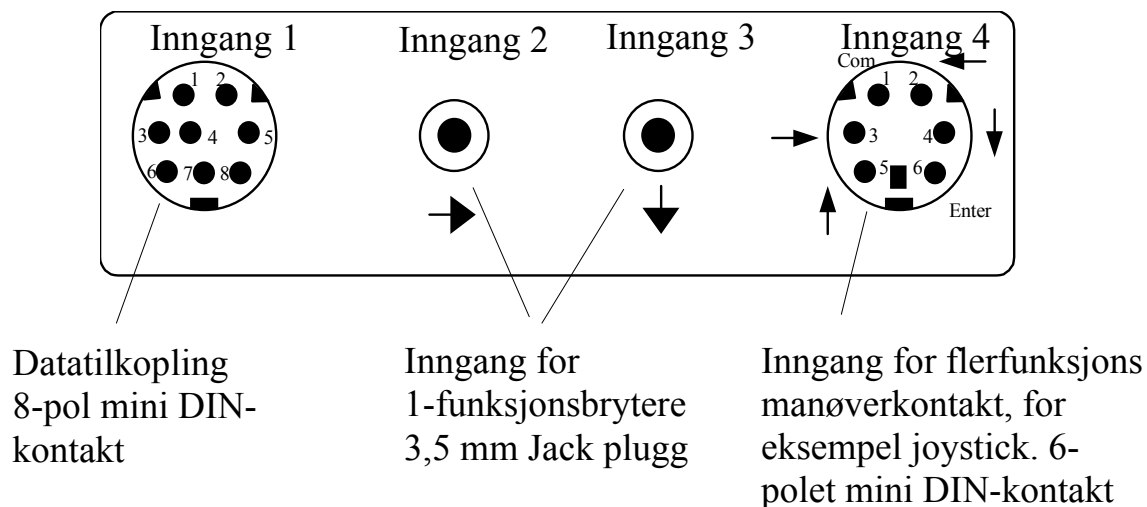 Inngang 1
Inngang 2
Inngang 3
Inngang 4
Com
1 2
3 4 5
6 7 8
1 2
3 4
5 6
Enter
Datatilkopling
8-pol mini DIN-
kontakt
Inngang for
1-funksjonsbrytere
3,5 mm Jack plugg
Inngang for flerfunksjons
manøverkontakt, for
eksempel joystick. 6-
polet mini DIN-kontakt